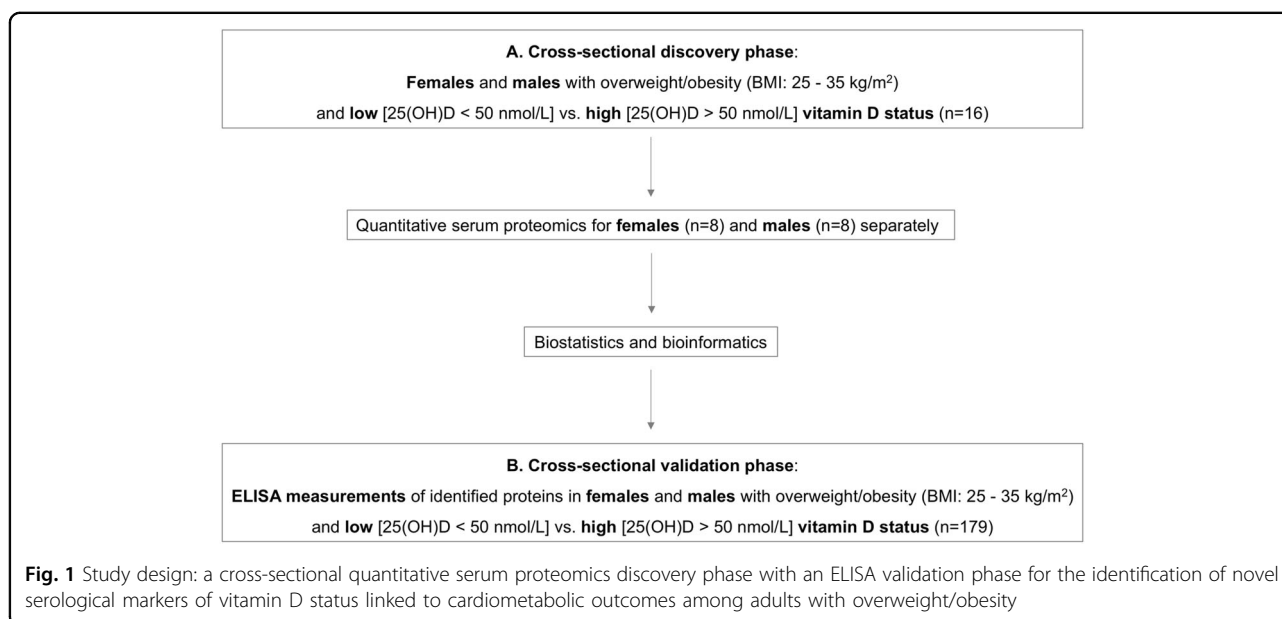 A. Cross-sectional discovery phase:
Females and males with overweight/obesity (BMI: 25 - 35 kg/m²)
and low [25(OH)D < 50 nmol/L] vs. high [25(OH)D > 50 nmol/L] vitamin D status (n=16)
Quantitative serum proteomics for females (n=8) and males (n=8) separately
Biostatistics and bioinformatics
B. Cross-sectional validation phase:
ELISA measurements of identified proteins in females and males with overweight/obesity (BMI: 25 - 35 kg/m²)
and low [25(OH)D < 50 nmol/L] vs. high [25(OH)D > 50 nmol/L] vitamin D status (n=179)
Fig. 1 Study design: a cross-sectional quantitative serum proteomics discovery phase with an ELISA validation phase for the identification of novel
serological markers of vitamin D status linked to cardiometabolic outcomes among adults with overweight/obesity